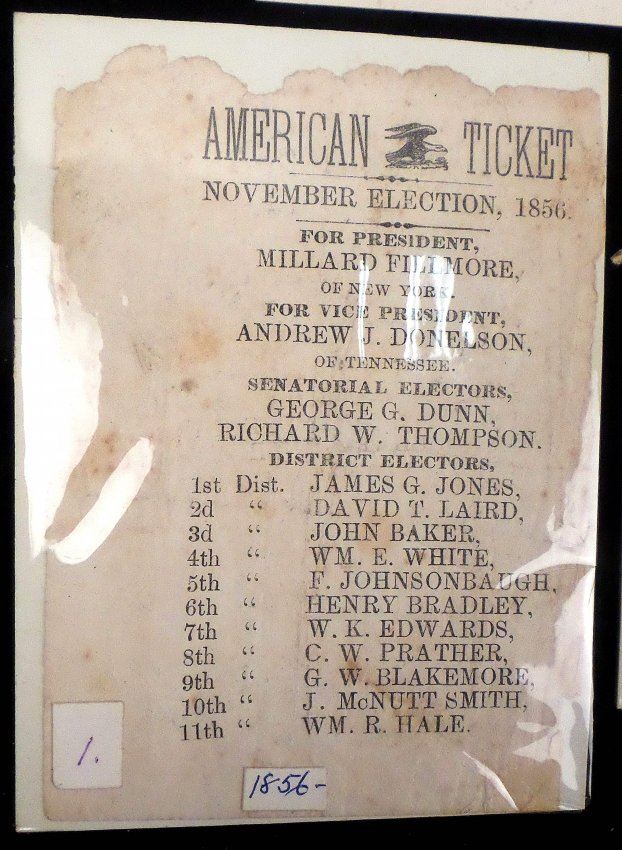 AMERICAN TICKET
NOVEMBER ELECTION, 1856.
FOR PRESIDENT,
MILLARD FILLMORE,
OF NEW YORK.
FOR VICE PRESIDENT,
ANDREW J. DONELSON,
OF TENNESSEE.
SENATORIAL ELECTORS,
GEORGE G. DUNN,
RICHARD W. THOMPSON.
DISTRICT ELECTORS,
1st Dist. JAMES G. JONES,
2d “ DAVID T. LAIRD,
3d “ JOHN BAKER,
4th “ WM. E. WHITE,
5th “ F. JOHNSONBAUGH,
6th “ HENRY BRADLEY,
7th “ W. K. EDWARDS,
8th “ C. W. PRATHER,
9th “ G. W. BLAKEMORE,
10th “ J. McNUTT SMITH,
11th “ WM. R. HALE.
1.
1856-